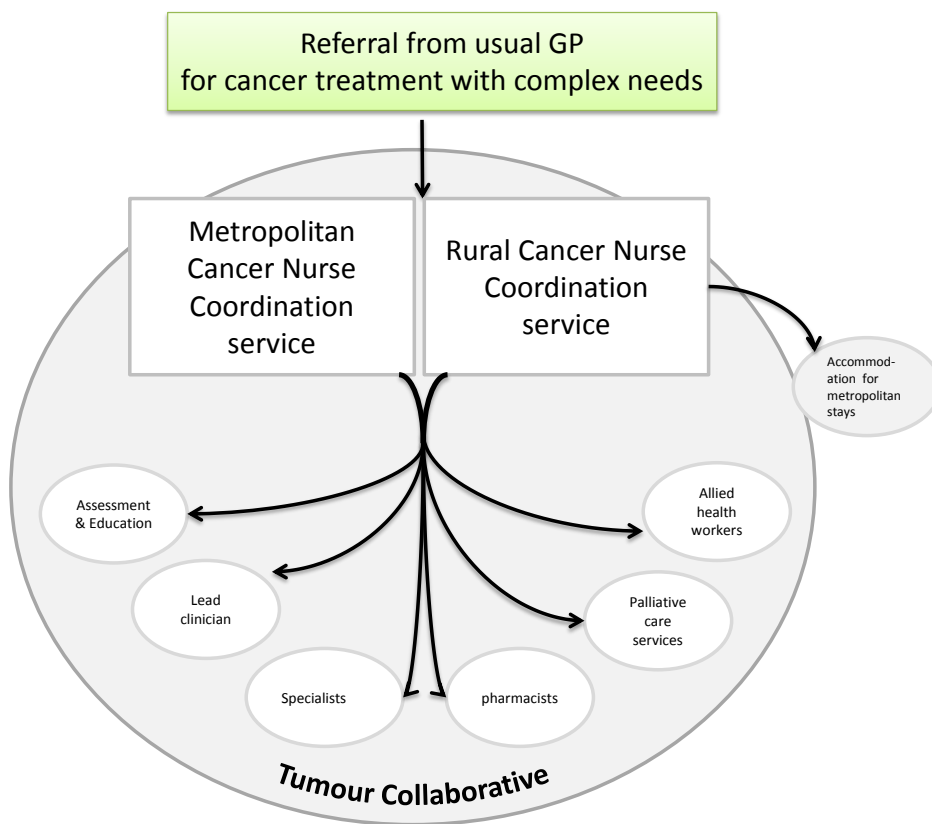 Referral from usual GP
for cancer treatment with complex needs
Metropolitan
Cancer Nurse
Coordination
service
Rural Cancer Nurse
Coordination
service
Accommod-
ation for
metropolitan
stays
Assessment
& Education
Allied
health
workers
Lead
clinician
Palliative
care
services
Specialists
pharmacists
Tumour Collaborative